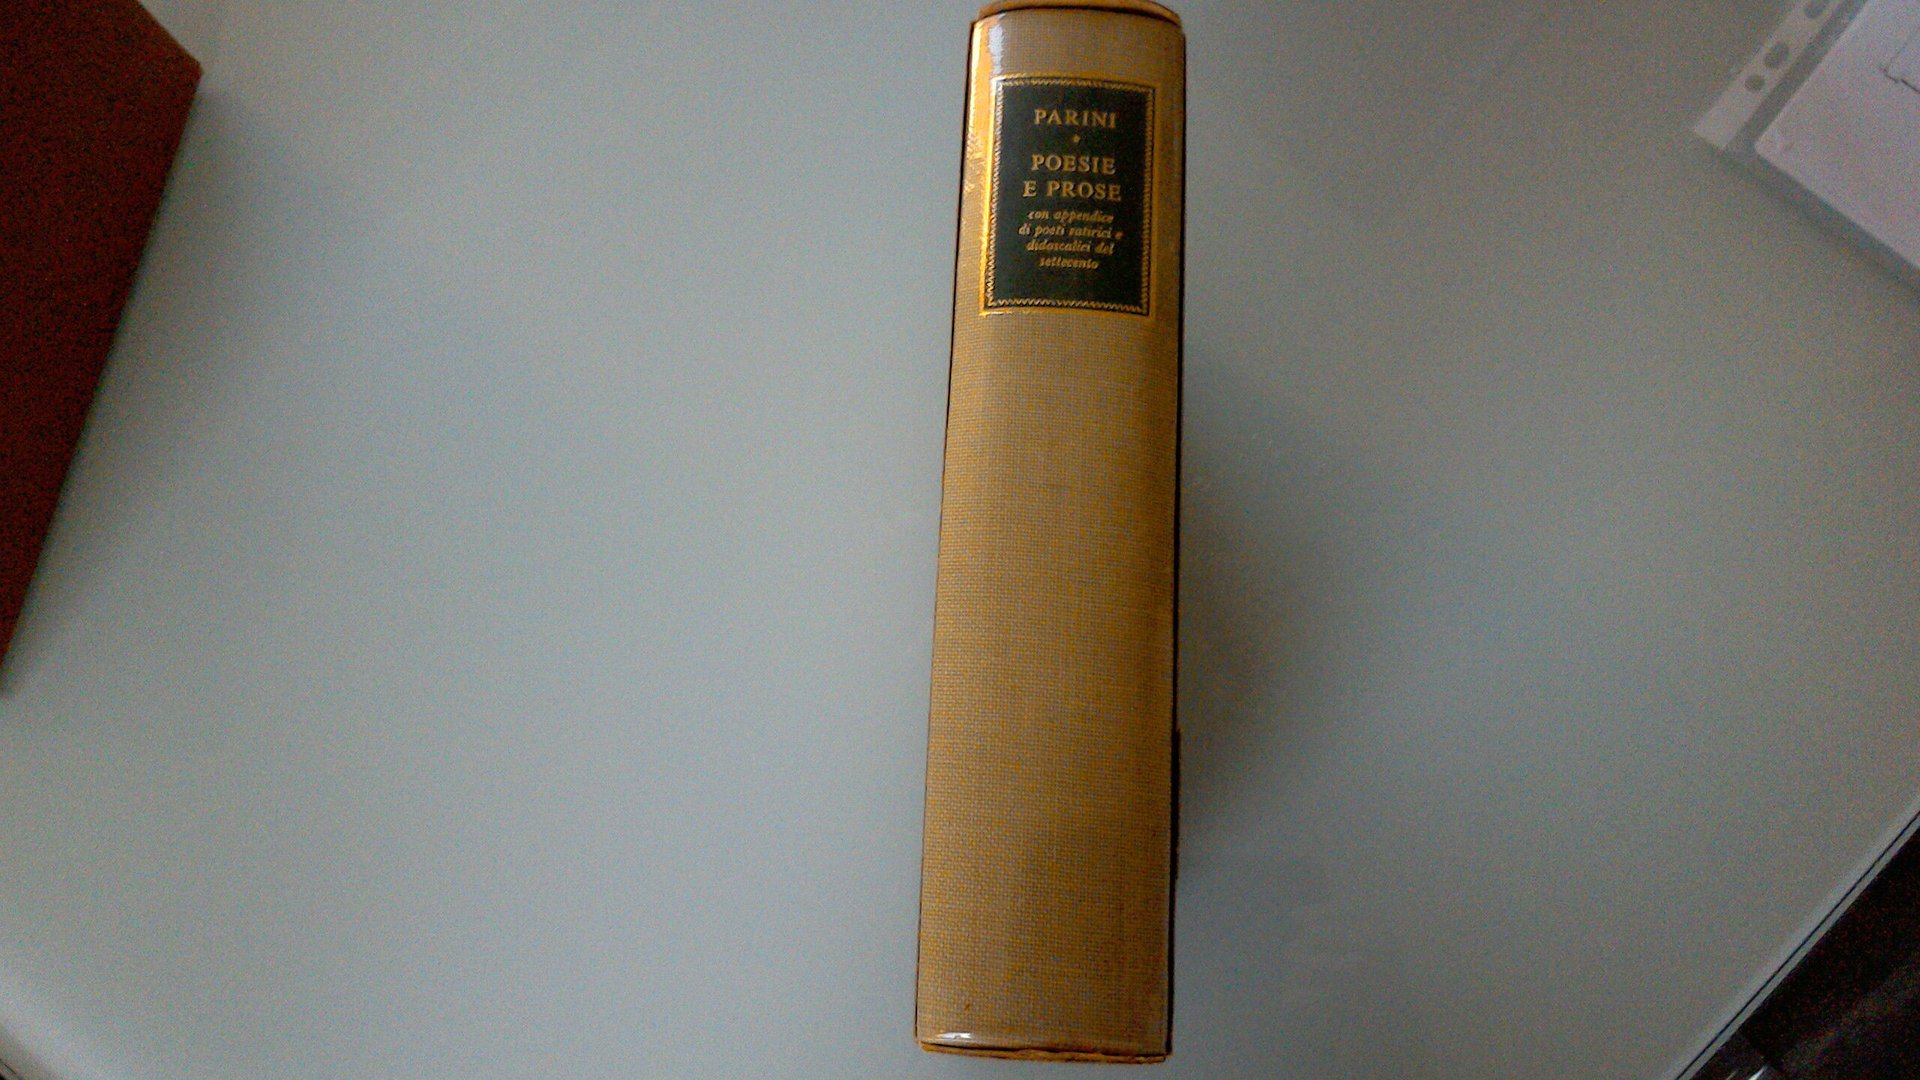 PARINI
POESIE
E PROSE
con appendice
di poeti satirici e
didascalici del
settecento